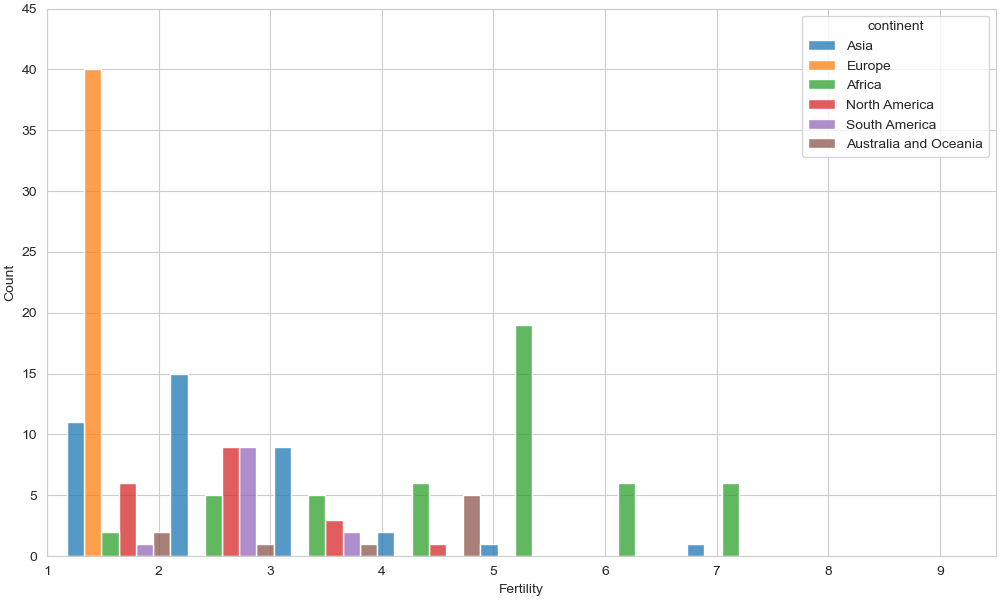 continent
Asia
Europe
Africa
North America
South America
Australia and Oceania
45
40
35
30
25
20
15
10
5
0
Count
1 2 3 4 5 6 7 8 9
Fertility